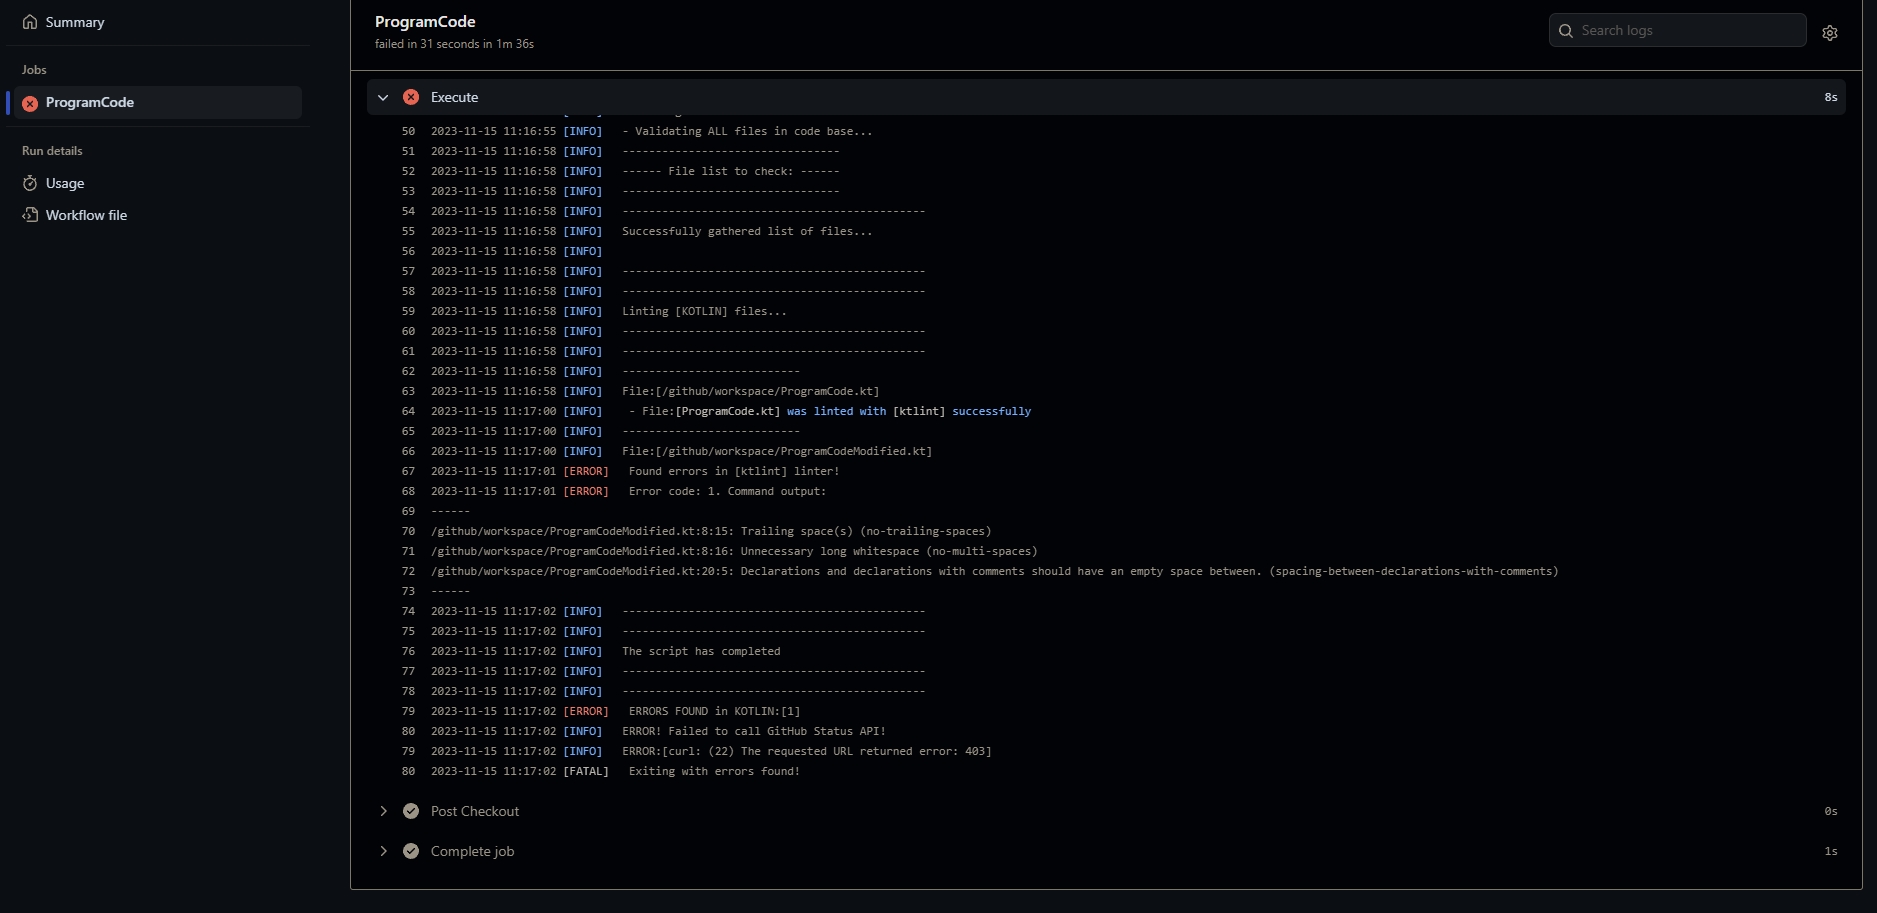 Summary
Jobs
ProgramCode
Run details
Usage
Workflow file
ProgramCode
failed in 31 seconds in 1m 36s
Search logs
Execute 8s
50 2023-11-15 11:16:55 [INFO] - Validating ALL files in code base...
51 2023-11-15 11:16:58 [INFO] ---------------------------------
52 2023-11-15 11:16:58 [INFO] ------ File list to check: ------
53 2023-11-15 11:16:58 [INFO] ---------------------------------
54 2023-11-15 11:16:58 [INFO] ----------------------------------------------
55 2023-11-15 11:16:58 [INFO] Successfully gathered list of files...
56 2023-11-15 11:16:58 [INFO]
57 2023-11-15 11:16:58 [INFO] ----------------------------------------------
58 2023-11-15 11:16:58 [INFO] ----------------------------------------------
59 2023-11-15 11:16:58 [INFO] Linting [KOTLIN] files...
60 2023-11-15 11:16:58 [INFO] ----------------------------------------------
61 2023-11-15 11:16:58 [INFO] ----------------------------------------------
62 2023-11-15 11:16:58 [INFO] ---------------------------
63 2023-11-15 11:16:58 [INFO] File:[/github/workspace/ProgramCode.kt]
64 2023-11-15 11:17:00 [INFO] - File:[ProgramCode.kt] was linted with [ktlint] successfully
65 2023-11-15 11:17:00 [INFO] ---------------------------
66 2023-11-15 11:17:00 [INFO] File:[/github/workspace/ProgramCodeModified.kt]
67 2023-11-15 11:17:01 [ERROR] Found errors in [ktlint] linter!
68 2023-11-15 11:17:01 [ERROR] Error code: 1. Command output:
69 ------
70 /github/workspace/ProgramCodeModified.kt:8:15: Trailing space(s) (no-trailing-spaces)
71 /github/workspace/ProgramCodeModified.kt:8:16: Unnecessary long whitespace (no-multi-spaces)
72 /github/workspace/ProgramCodeModified.kt:20:5: Declarations and declarations with comments should have an empty space between. (spacing-between-declarations-with-comments)
73 ------
74 2023-11-15 11:17:02 [INFO] ----------------------------------------------
75 2023-11-15 11:17:02 [INFO] ----------------------------------------------
76 2023-11-15 11:17:02 [INFO] The script has completed
77 2023-11-15 11:17:02 [INFO] ----------------------------------------------
78 2023-11-15 11:17:02 [INFO] ----------------------------------------------
79 2023-11-15 11:17:02 [ERROR] ERRORS FOUND in KOTLIN:[1]
80 2023-11-15 11:17:02 [INFO] ERROR! Failed to call GitHub Status API!
79 2023-11-15 11:17:02 [INFO] ERROR:[curl: (22) The requested URL returned error: 403]
80 2023-11-15 11:17:02 [FATAL] Exiting with errors found!
Post Checkout 0s
Complete job 1s